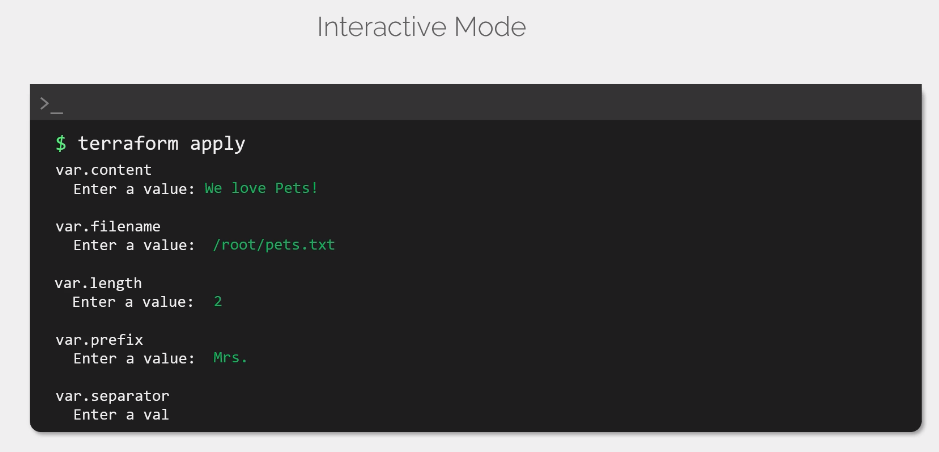 Interactive Mode
>_
$ terraform apply
var.content
Enter a value: We love Pets!
var.filename
Enter a value: /root/pets.txt
var.length
Enter a value: 2
var.prefix
Enter a value: Mrs.
var.separator
Enter a val